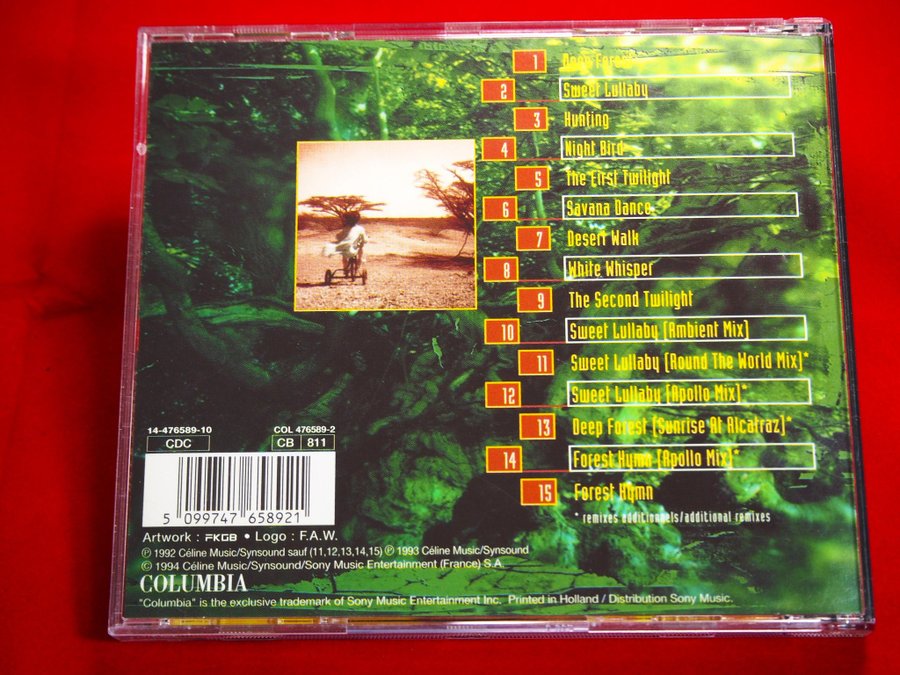 1 Deep Forest
2 Sweet Lullaby
3 Hunting
4 Night Bird
5 The First Twilight
6 Savana Dance
7 Desert Walk
8 White Whisper
9 The Second Twilight
10 Sweet Lullaby [Ambient Mix]
11 Sweet Lullaby [Round The World Mix]*
12 Sweet Lullaby [Apollo Mix]*
13 Deep Forest [Sunrise At Alcatraz]*
14 Forest Hymn [Apollo Mix]*
15 Forest Hymn
* remixes additionnels/additional remixes
14-476589-10 COL 476589-2
CDC CB 811
5 099747 658921
Artwork : FKGB • Logo : F.A.W.
℗ 1992 Céline Music/Synsound sauf (11,12,13,14,15) ℗ 1993 Céline Music/Synsound
© 1994 Céline Music/Synsound/Sony Music Entertainment (France) S.A.
COLUMBIA
"Columbia" is the exclusive trademark of Sony Music Entertainment Inc. Printed in Holland / Distribution Sony Music.